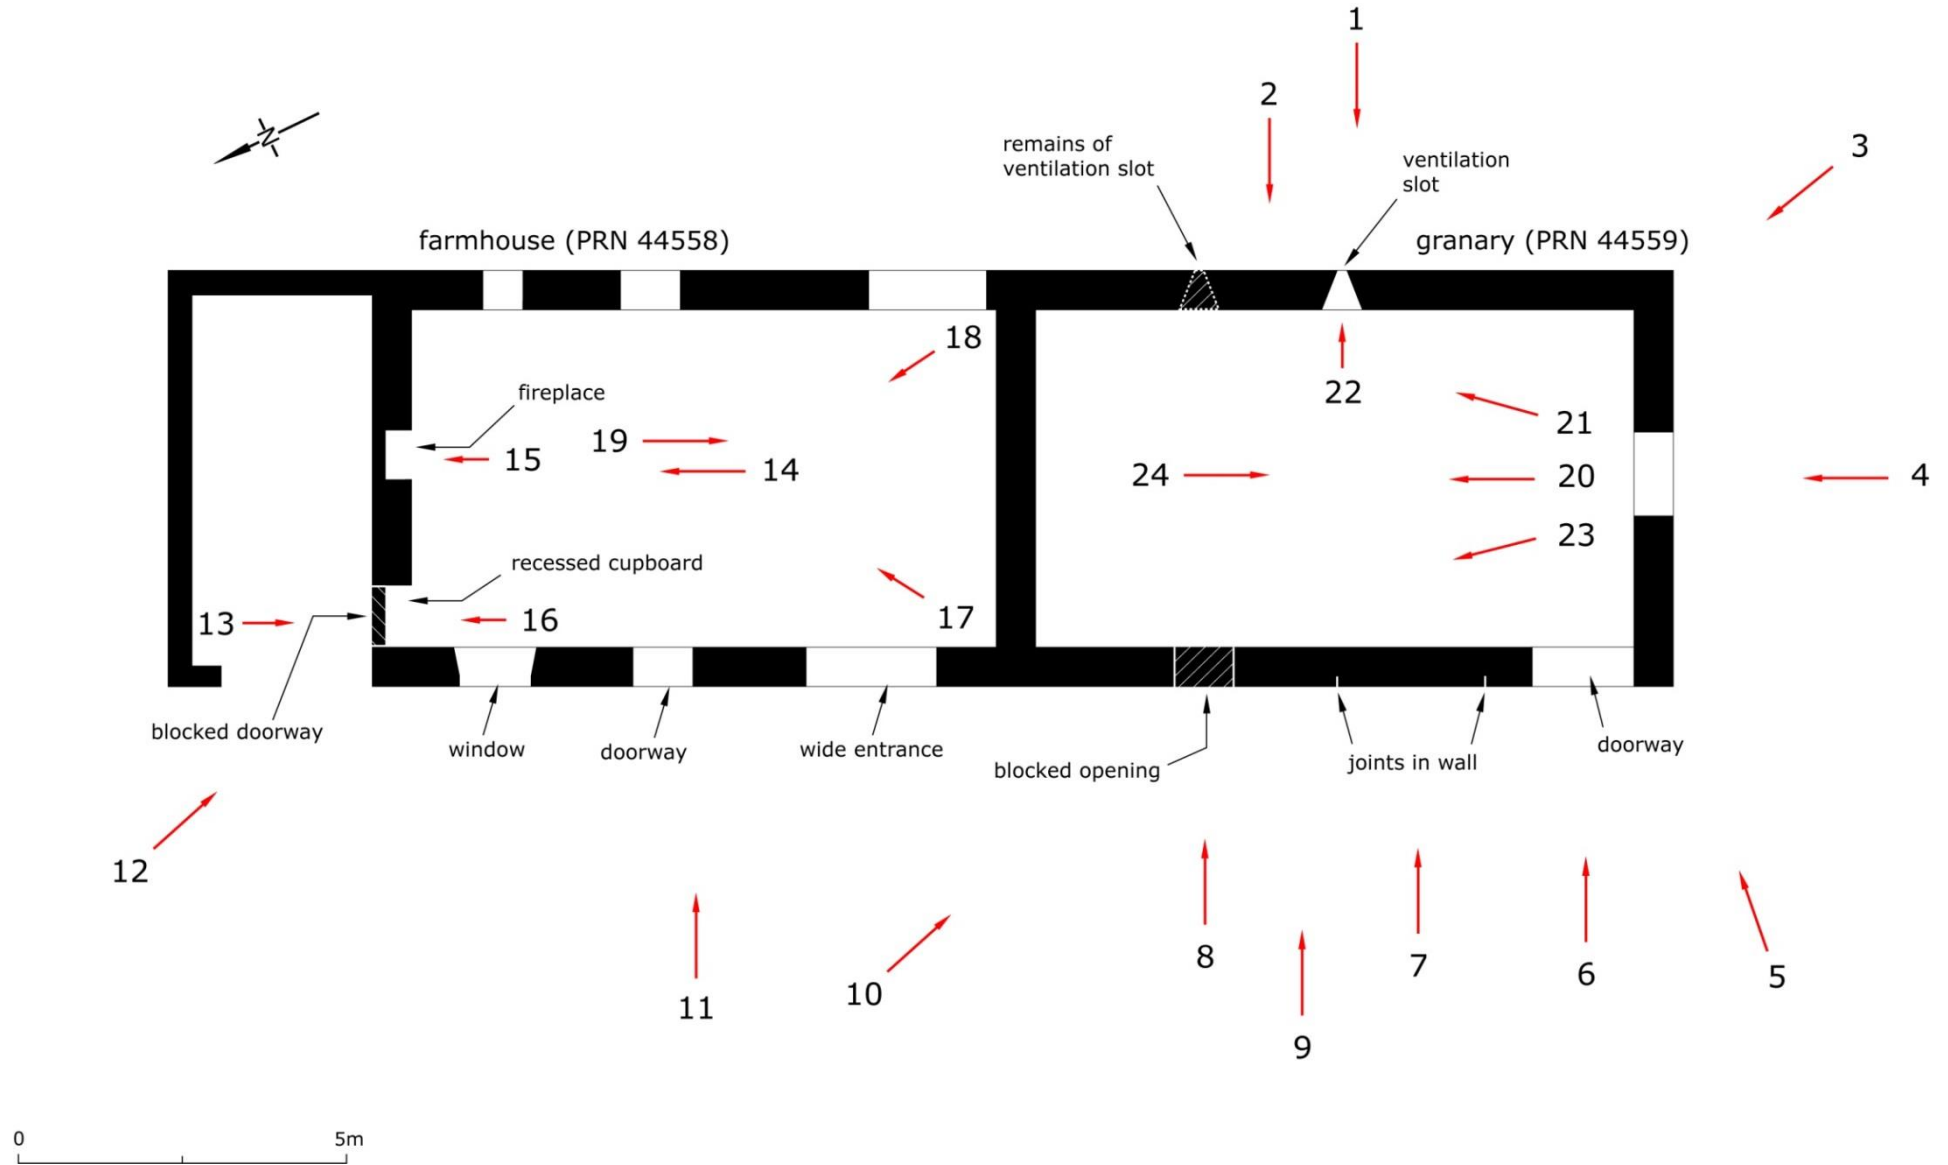 1
2
3
remains of
ventilation slot
ventilation
slot
N
farmhouse (PRN 44558)
granary (PRN 44559)
18
fireplace
22
21
19
15
14
24
20
4
23
recessed cupboard
13
16
17
blocked doorway
window
doorway
wide entrance
blocked opening
joints in wall
doorway
12
8
7
6
5
10
11
9
0
5m